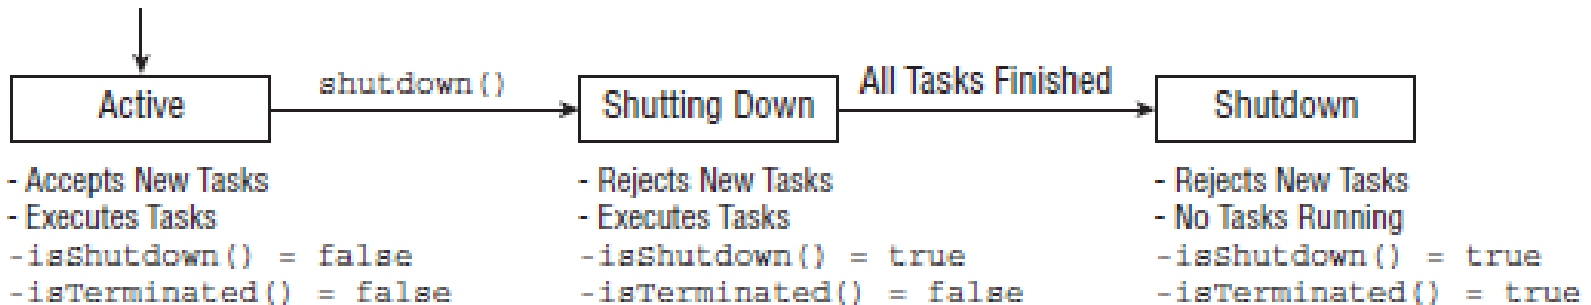 shutdown()
All Tasks Finished
Active
Shutting Down
Shutdown
- Accepts New Tasks
- Executes Tasks
-isShutdown() = false
-isTerminated() = false
- Rejects New Tasks
- Executes Tasks
-isShutdown() = true
-isTerminated() = false
- Rejects New Tasks
- No Tasks Running
-isShutdown() = true
-isTerminated() = true